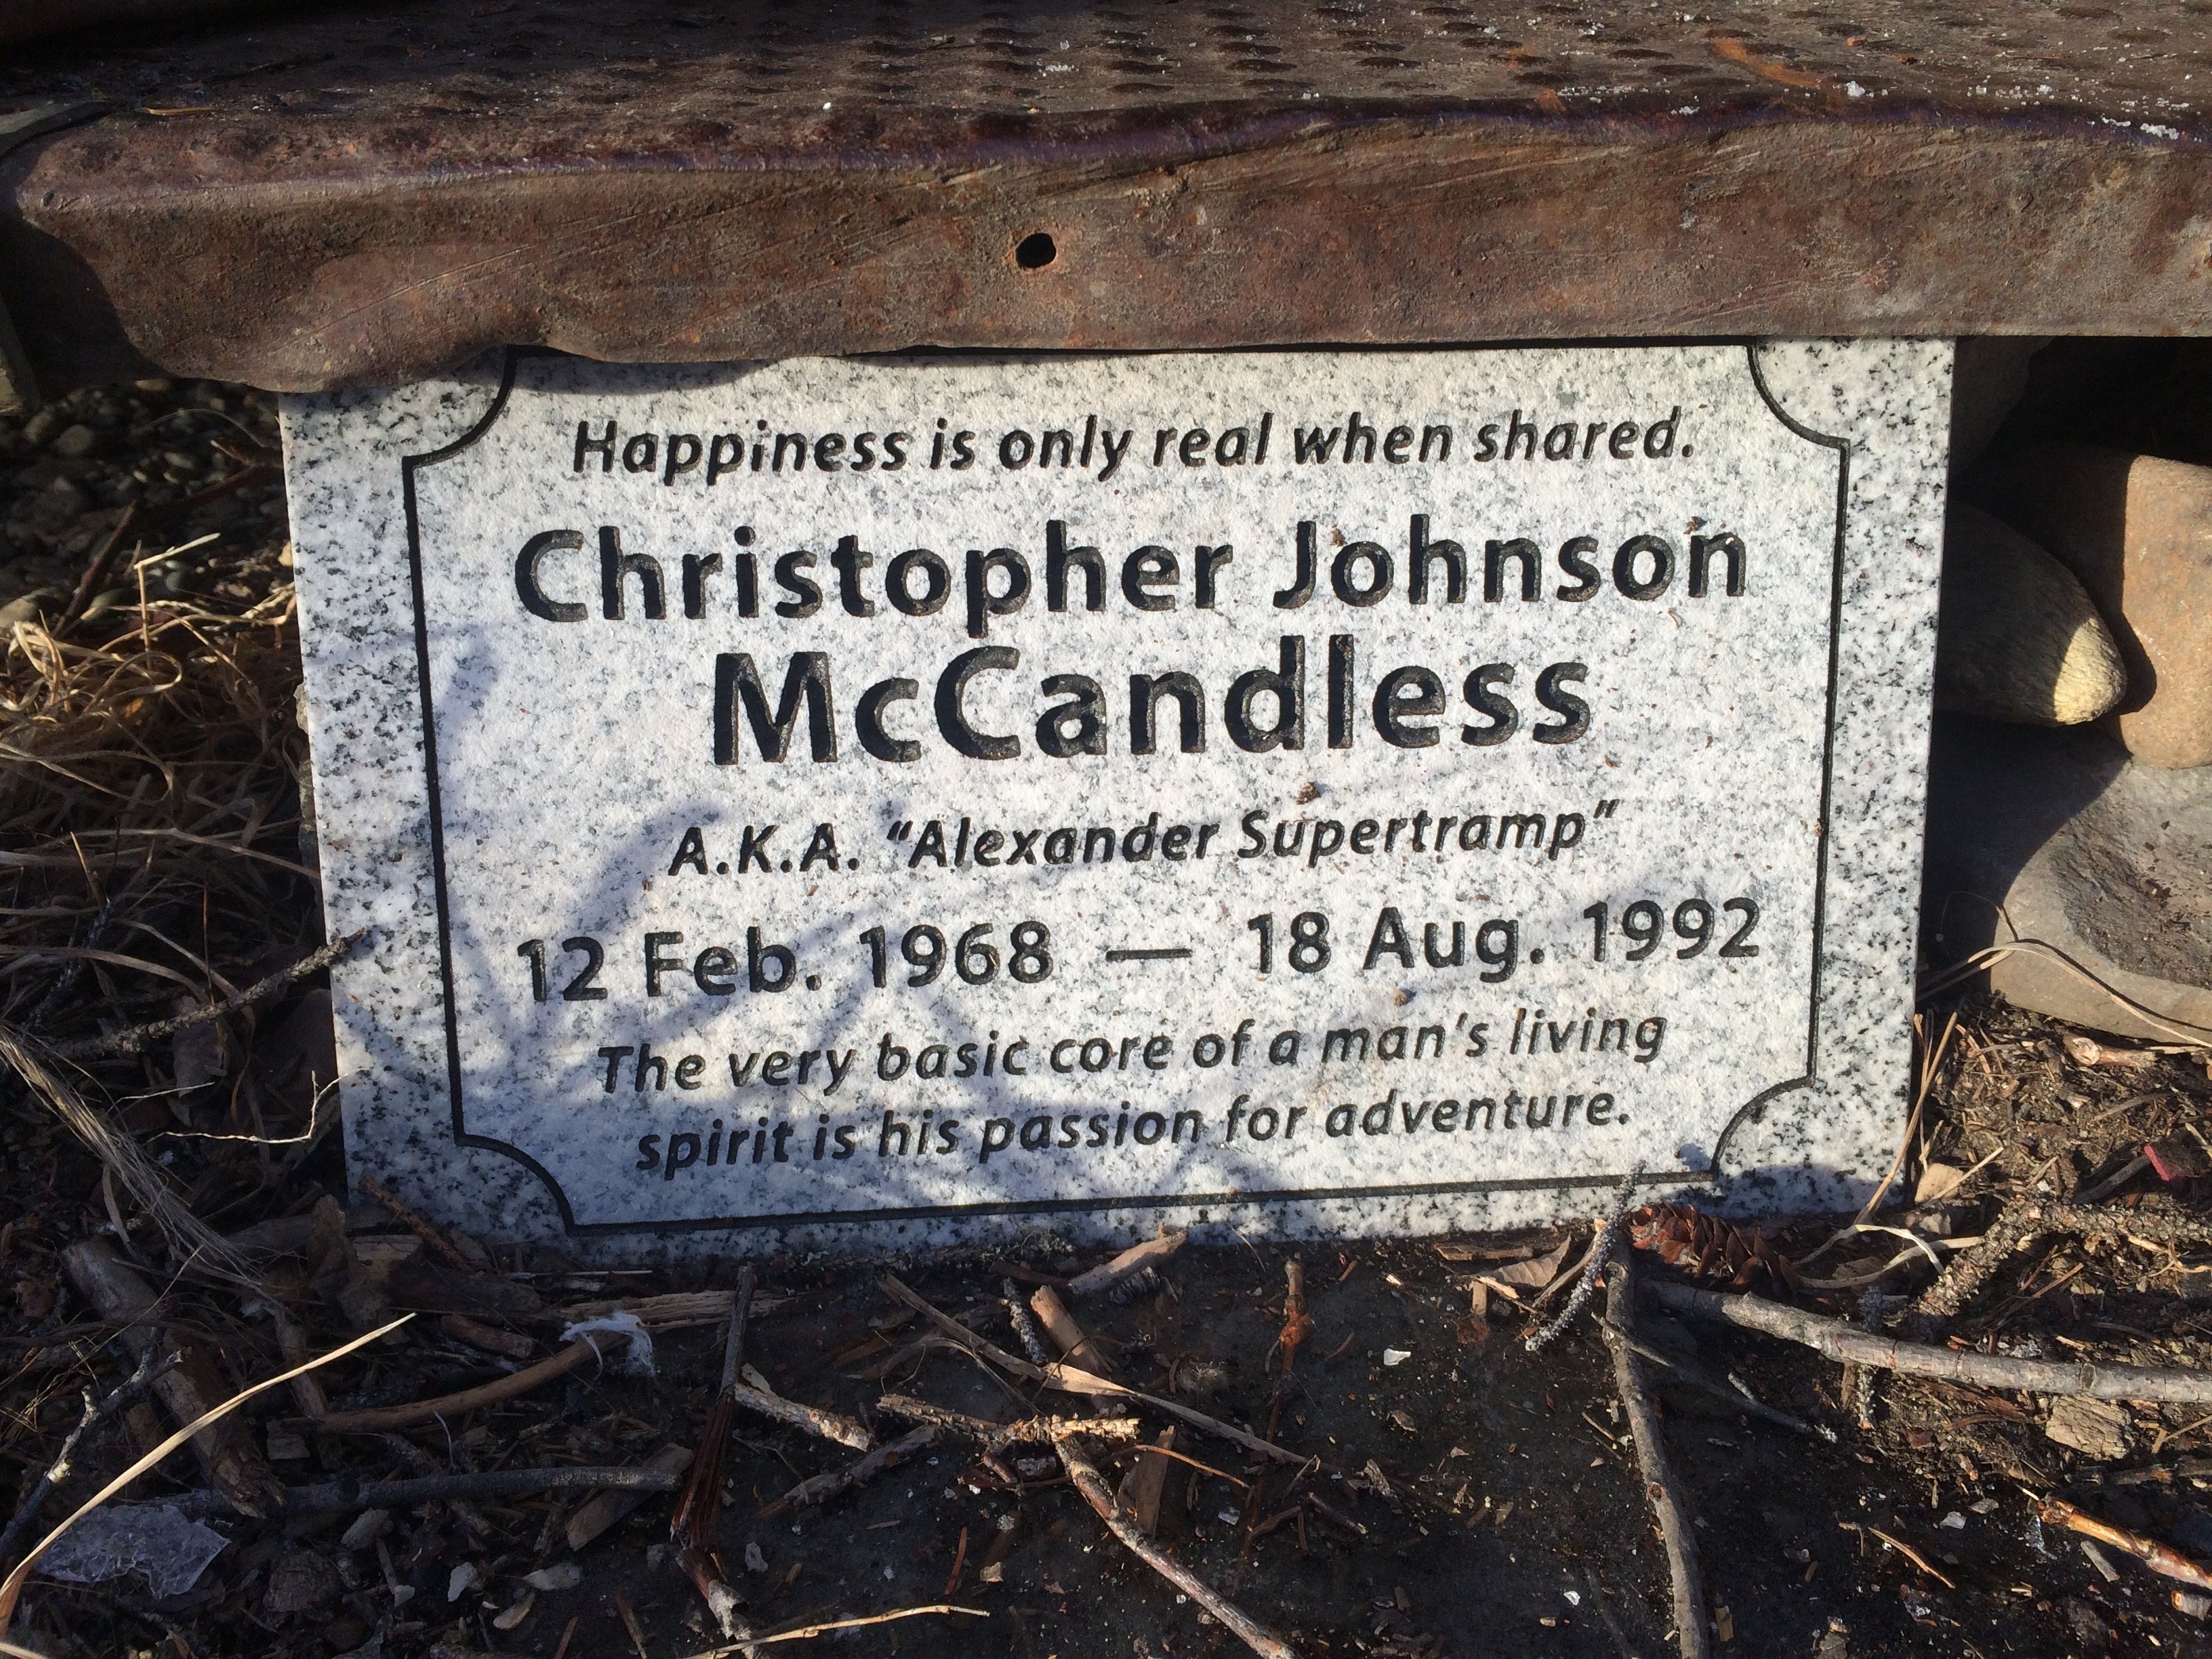 Happiness is only real when shared.
Christopher Johnson
McCandless
A.K.A. "Alexander Supertramp"
12 Feb. 1968 — 18 Aug. 1992
The very basic core of a man's living
spirit is his passion for adventure.